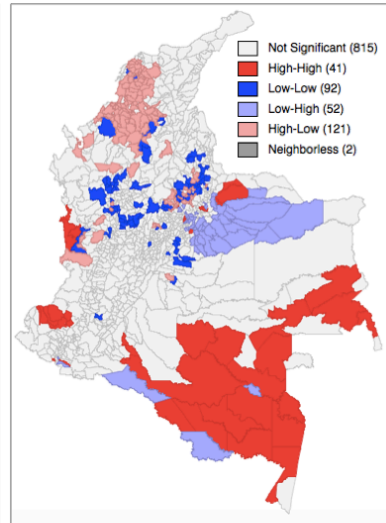 Not Significant (815)
High-High (41)
Low-Low (92)
Low-High (52)
High-Low (121)
Neighborless (2)